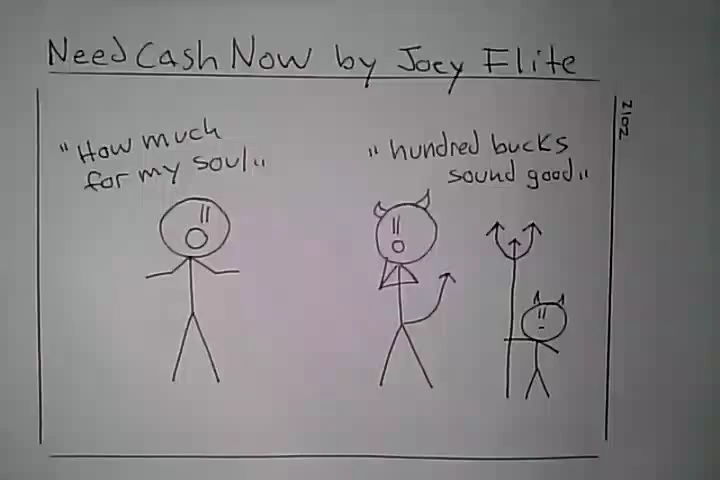 Need Cash Now by Joey Flite
"How much
for my soul"
"hundred bucks
sound good"
2012